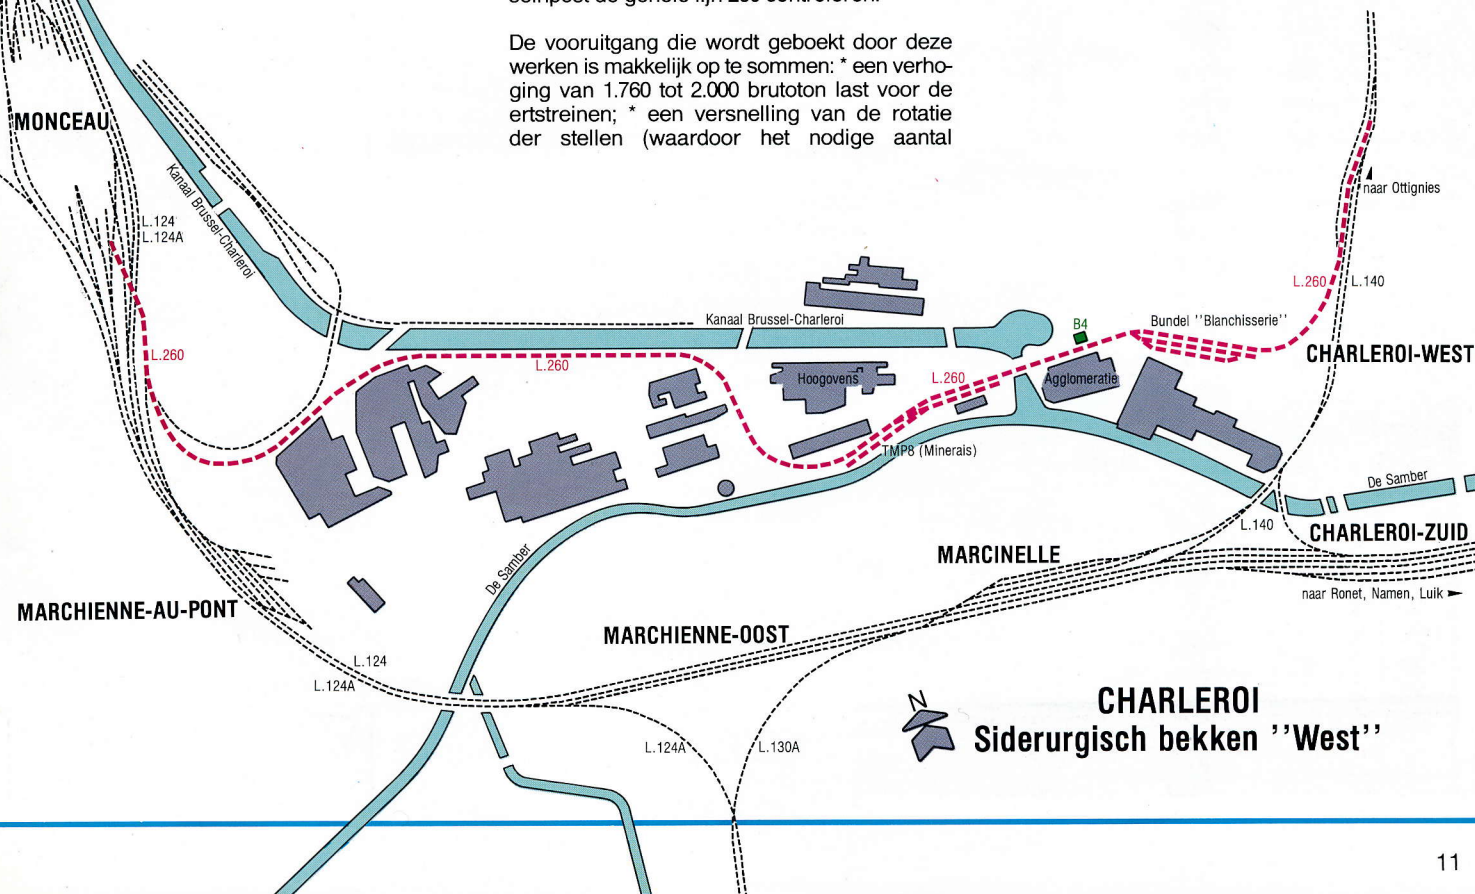 De vooruitgang die wordt geboekt door deze
werken is makkelijk op te sommen: * een verho-
ging van 1.760 tot 2.000 brutoton last voor de
ertstreinen; * een versnelling van de rotatie
der stellen (waardoor het nodige aantal
MONCEAU
Kanaal Brussel-Charleroi
L.124
L.124A
naar Ottignies
L.260
L.140
Kanaal Brussel-Charleroi
B4
Bundel ''Blanchisserie''
CHARLEROI-WEST
L.260
L.260
Hoogovens
L.260
Agglomeratie
TMP8 (Minerais)
De Samber
L.140
CHARLEROI-ZUID
De Samber
MARCINELLE
naar Ronet, Namen, Luik
MARCHIENNE-AU-PONT
MARCHIENNE-OOST
L.124
L.124A
L.124A
L.130A
N
CHARLEROI
Siderurgisch bekken ''West''
11